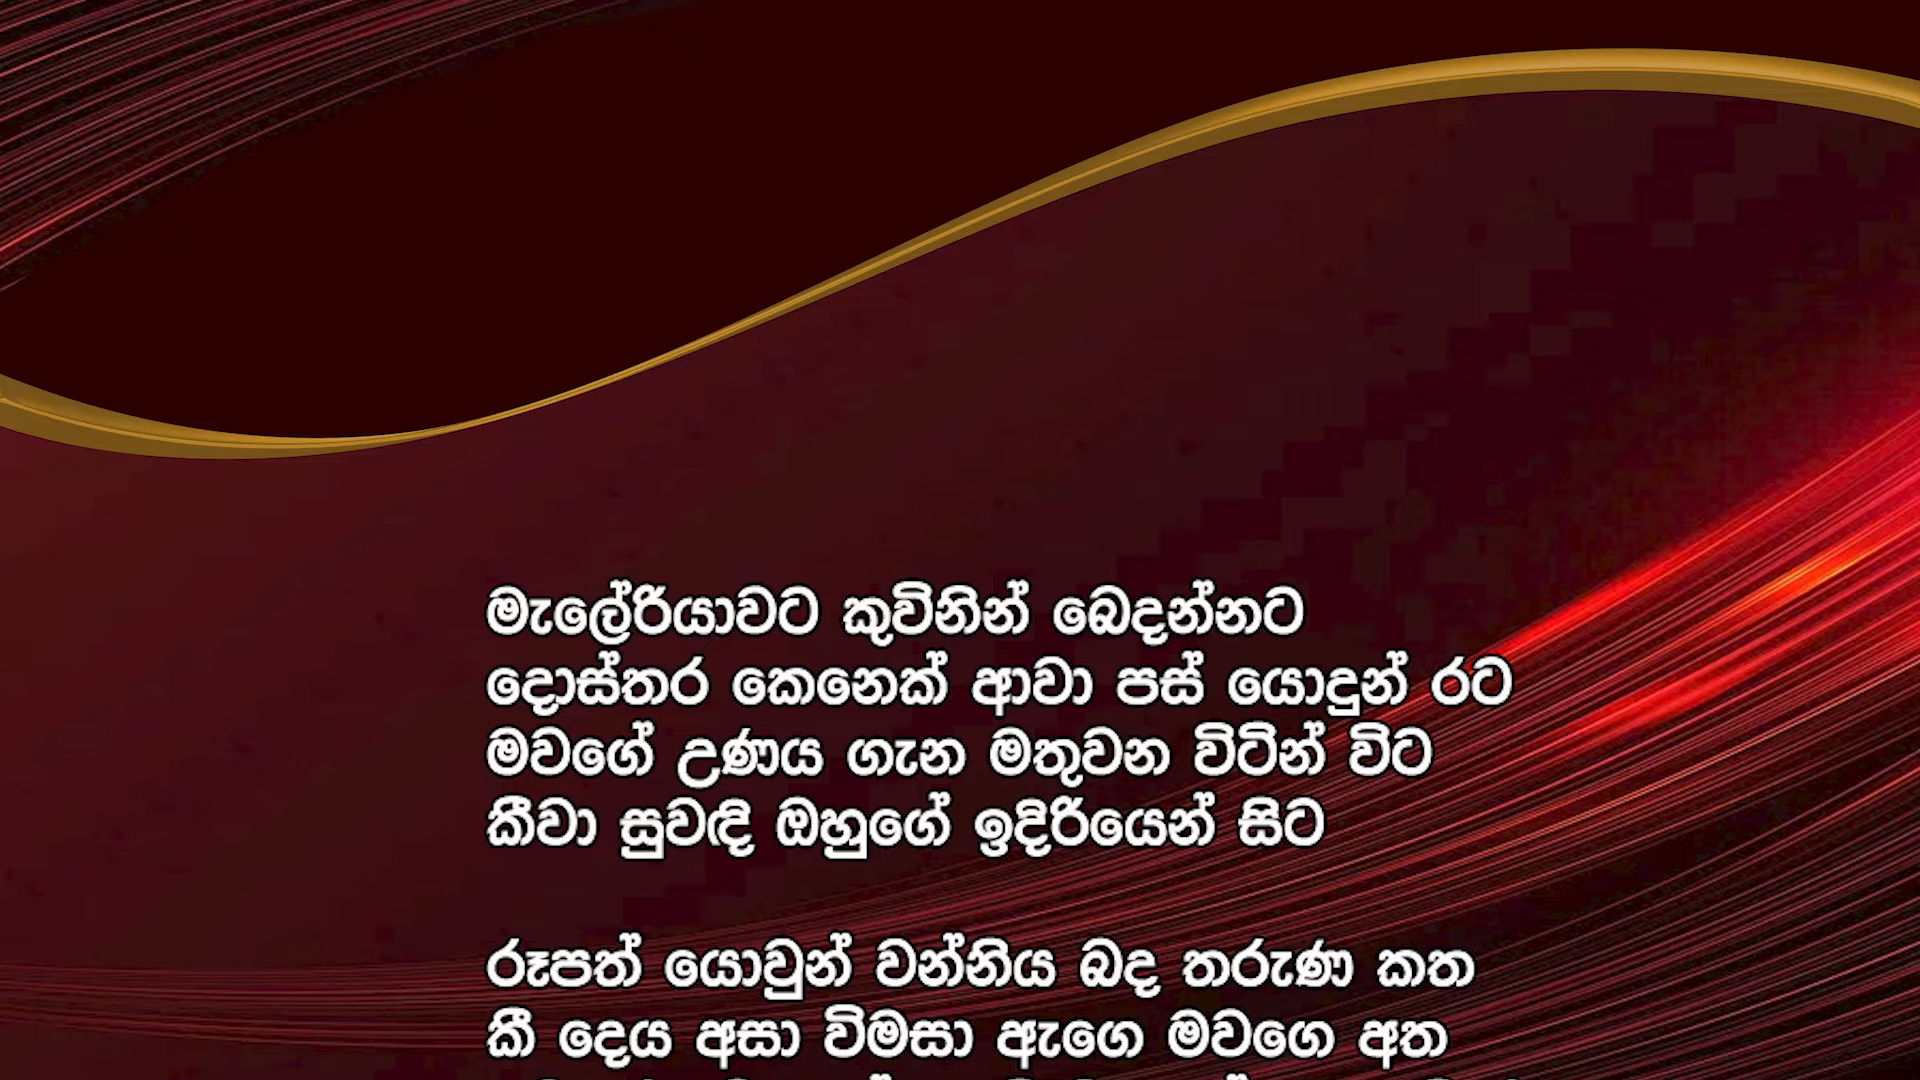 මැලේරියාවට කුවිනින් බෙදන්නට
දොස්තර කෙනෙක් ආවා පස් යොදුන් රට
මවගේ උණය ගැන මතුවන විටින් විට
කීවා සුවඳි ඔහුගේ ඉදිරියෙන් සිට
රූපත් යොවුන් වන්නිය බද තරුණ කත
කී දෙය අසා විමසා ඇගෙ මවගෙ අත